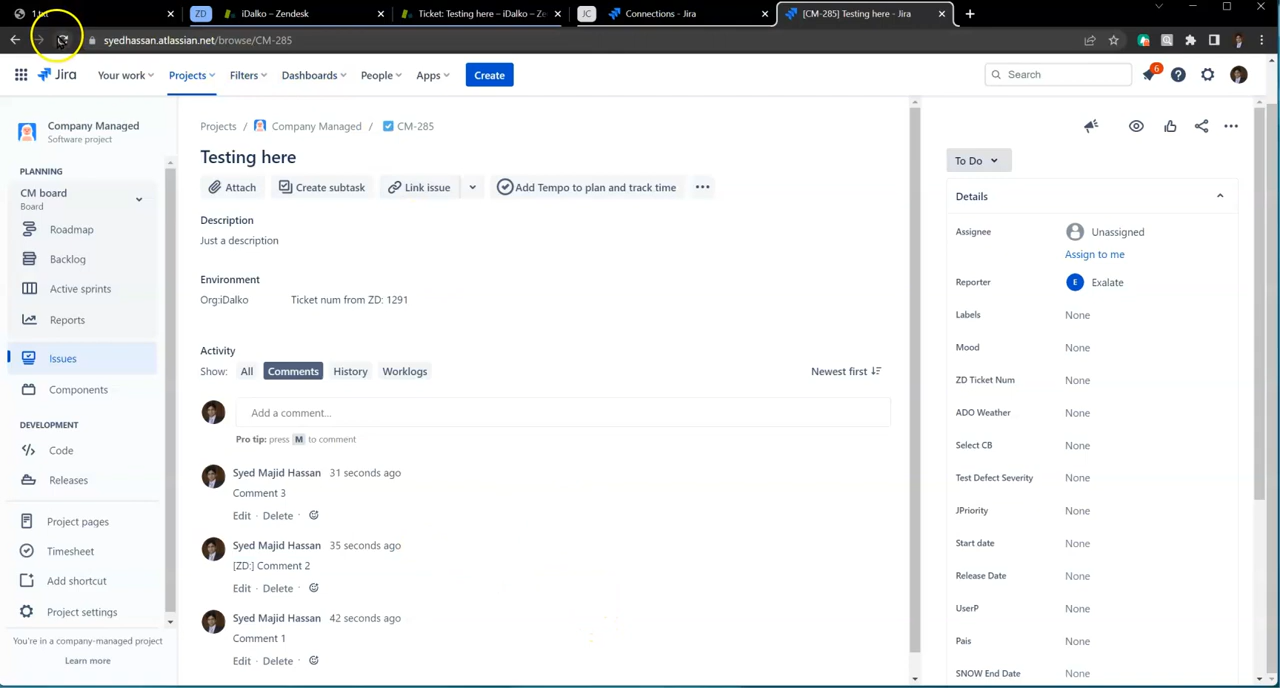 ZD
iDalko – Zendesk
Ticket: Testing here – iDalko – Ze
JC
Connections - Jira
[CM-285] Testing here - Jira
syedhassan.atlassian.net/browse/CM-285
Jira
Your work
Projects
Filters
Dashboards
People
Apps
Create
Search
6
Company Managed
Software project
PLANNING
CM board
Board
Roadmap
Backlog
Active sprints
Reports
Issues
Components
DEVELOPMENT
Code
Releases
Project pages
Timesheet
Add shortcut
Project settings
You're in a company-managed project
Learn more
Projects / Company Managed / CM-285
Testing here
Attach
Create subtask
Link issue
Add Tempo to plan and track time
Description
Just a description
Environment
Org:iDalko Ticket num from ZD: 1291
Activity
Show: All Comments History Worklogs
Newest first
Add a comment...
Pro tip: press M to comment
Syed Majid Hassan 31 seconds ago
Comment 3
Edit · Delete ·
Syed Majid Hassan 35 seconds ago
[ZD:] Comment 2
Edit · Delete ·
Syed Majid Hassan 42 seconds ago
Comment 1
Edit · Delete ·
To Do
Details
Assignee Unassigned
Assign to me
Reporter E Exalate
Labels None
Mood None
ZD Ticket Num None
ADO Weather None
Select CB None
Test Defect Severity None
JPriority None
Start date None
Release Date None
UserP None
Pais None
SNOW End Date None